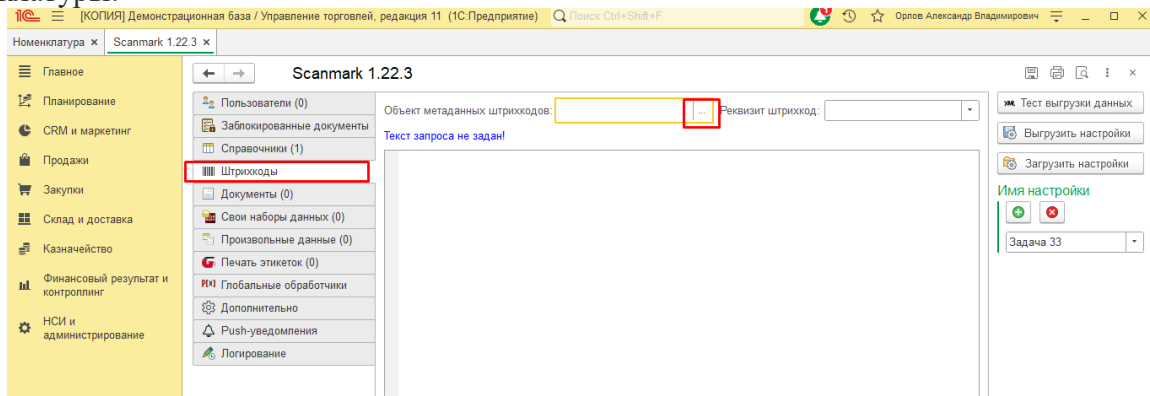 1С [КОПИЯ] Демонстрационная база / Управление торговлей, редакция 11 (1С:Предприятие) Поиск Ctrl+Shift+F Орлов Александр Владимирович
Номенклатура × Scanmark 1.22.3 ×
Главное
Планирование
CRM и маркетинг
Продажи
Закупки
Склад и доставка
Казначейство
Финансовый результат и
контроллинг
НСИ и
администрирование
Scanmark 1.22.3
Пользователи (0)
Заблокированные документы
Справочники (1)
Штрихкоды
Документы (0)
Свои наборы данных (0)
Произвольные данные (0)
Печать этикеток (0)
Глобальные обработчики
Дополнительно
Push-уведомления
Логирование
Объект метаданных штрихкодов: ... Реквизит штрихкод:
Текст запроса не задан!
Тест выгрузки данных
Выгрузить настройки
Загрузить настройки
Имя настройки
Задача 33